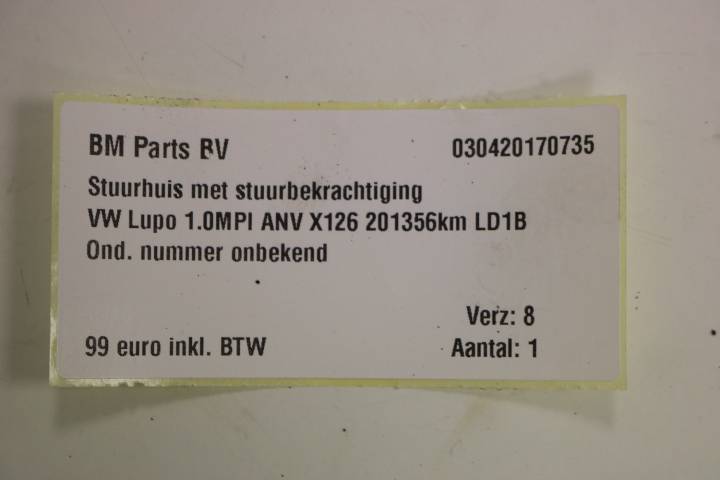 BM Parts BV 030420170735
Stuurhuis met stuurbekrachtiging
VW Lupo 1.0MPI ANV X126 201356km LD1B
Ond. nummer onbekend
Verz: 8
99 euro inkl. BTW Aantal: 1